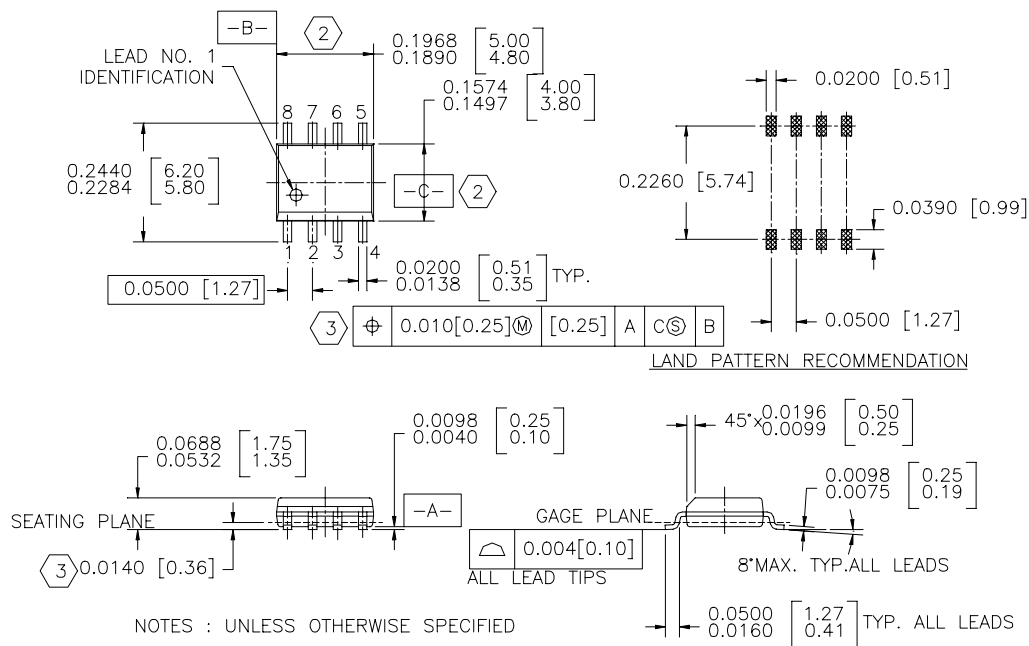 -B-
2
0.1968 [5.00
0.1890 4.80]
LEAD NO. 1
IDENTIFICATION
0.1574 [4.00
0.1497 3.80]
0.0200 [0.51]
8 7 6 5
0.2440 [6.20
0.2284 5.80]
-C-
2
0.2260 [5.74]
0.0390 [0.99]
1 2 3 4
0.0500 [1.27]
0.0200 [0.51
0.0138 0.35] TYP.
3 ⌖ 0.010[0.25]Ⓜ [0.25] A CⓈ B
0.0500 [1.27]
LAND PATTERN RECOMMENDATION
0.0688 [1.75
0.0532 1.35]
0.0098 [0.25
0.0040 0.10]
45°x 0.0196 [0.50
0.0099 0.25]
0.0098 [0.25
0.0075 0.19]
SEATING PLANE
-A-
GAGE PLANE
3 0.0140 [0.36]
⌓ 0.004[0.10]
ALL LEAD TIPS
8°MAX. TYP.ALL LEADS
0.0500 [1.27
0.0160 0.41] TYP. ALL LEADS
NOTES : UNLESS OTHERWISE SPECIFIED